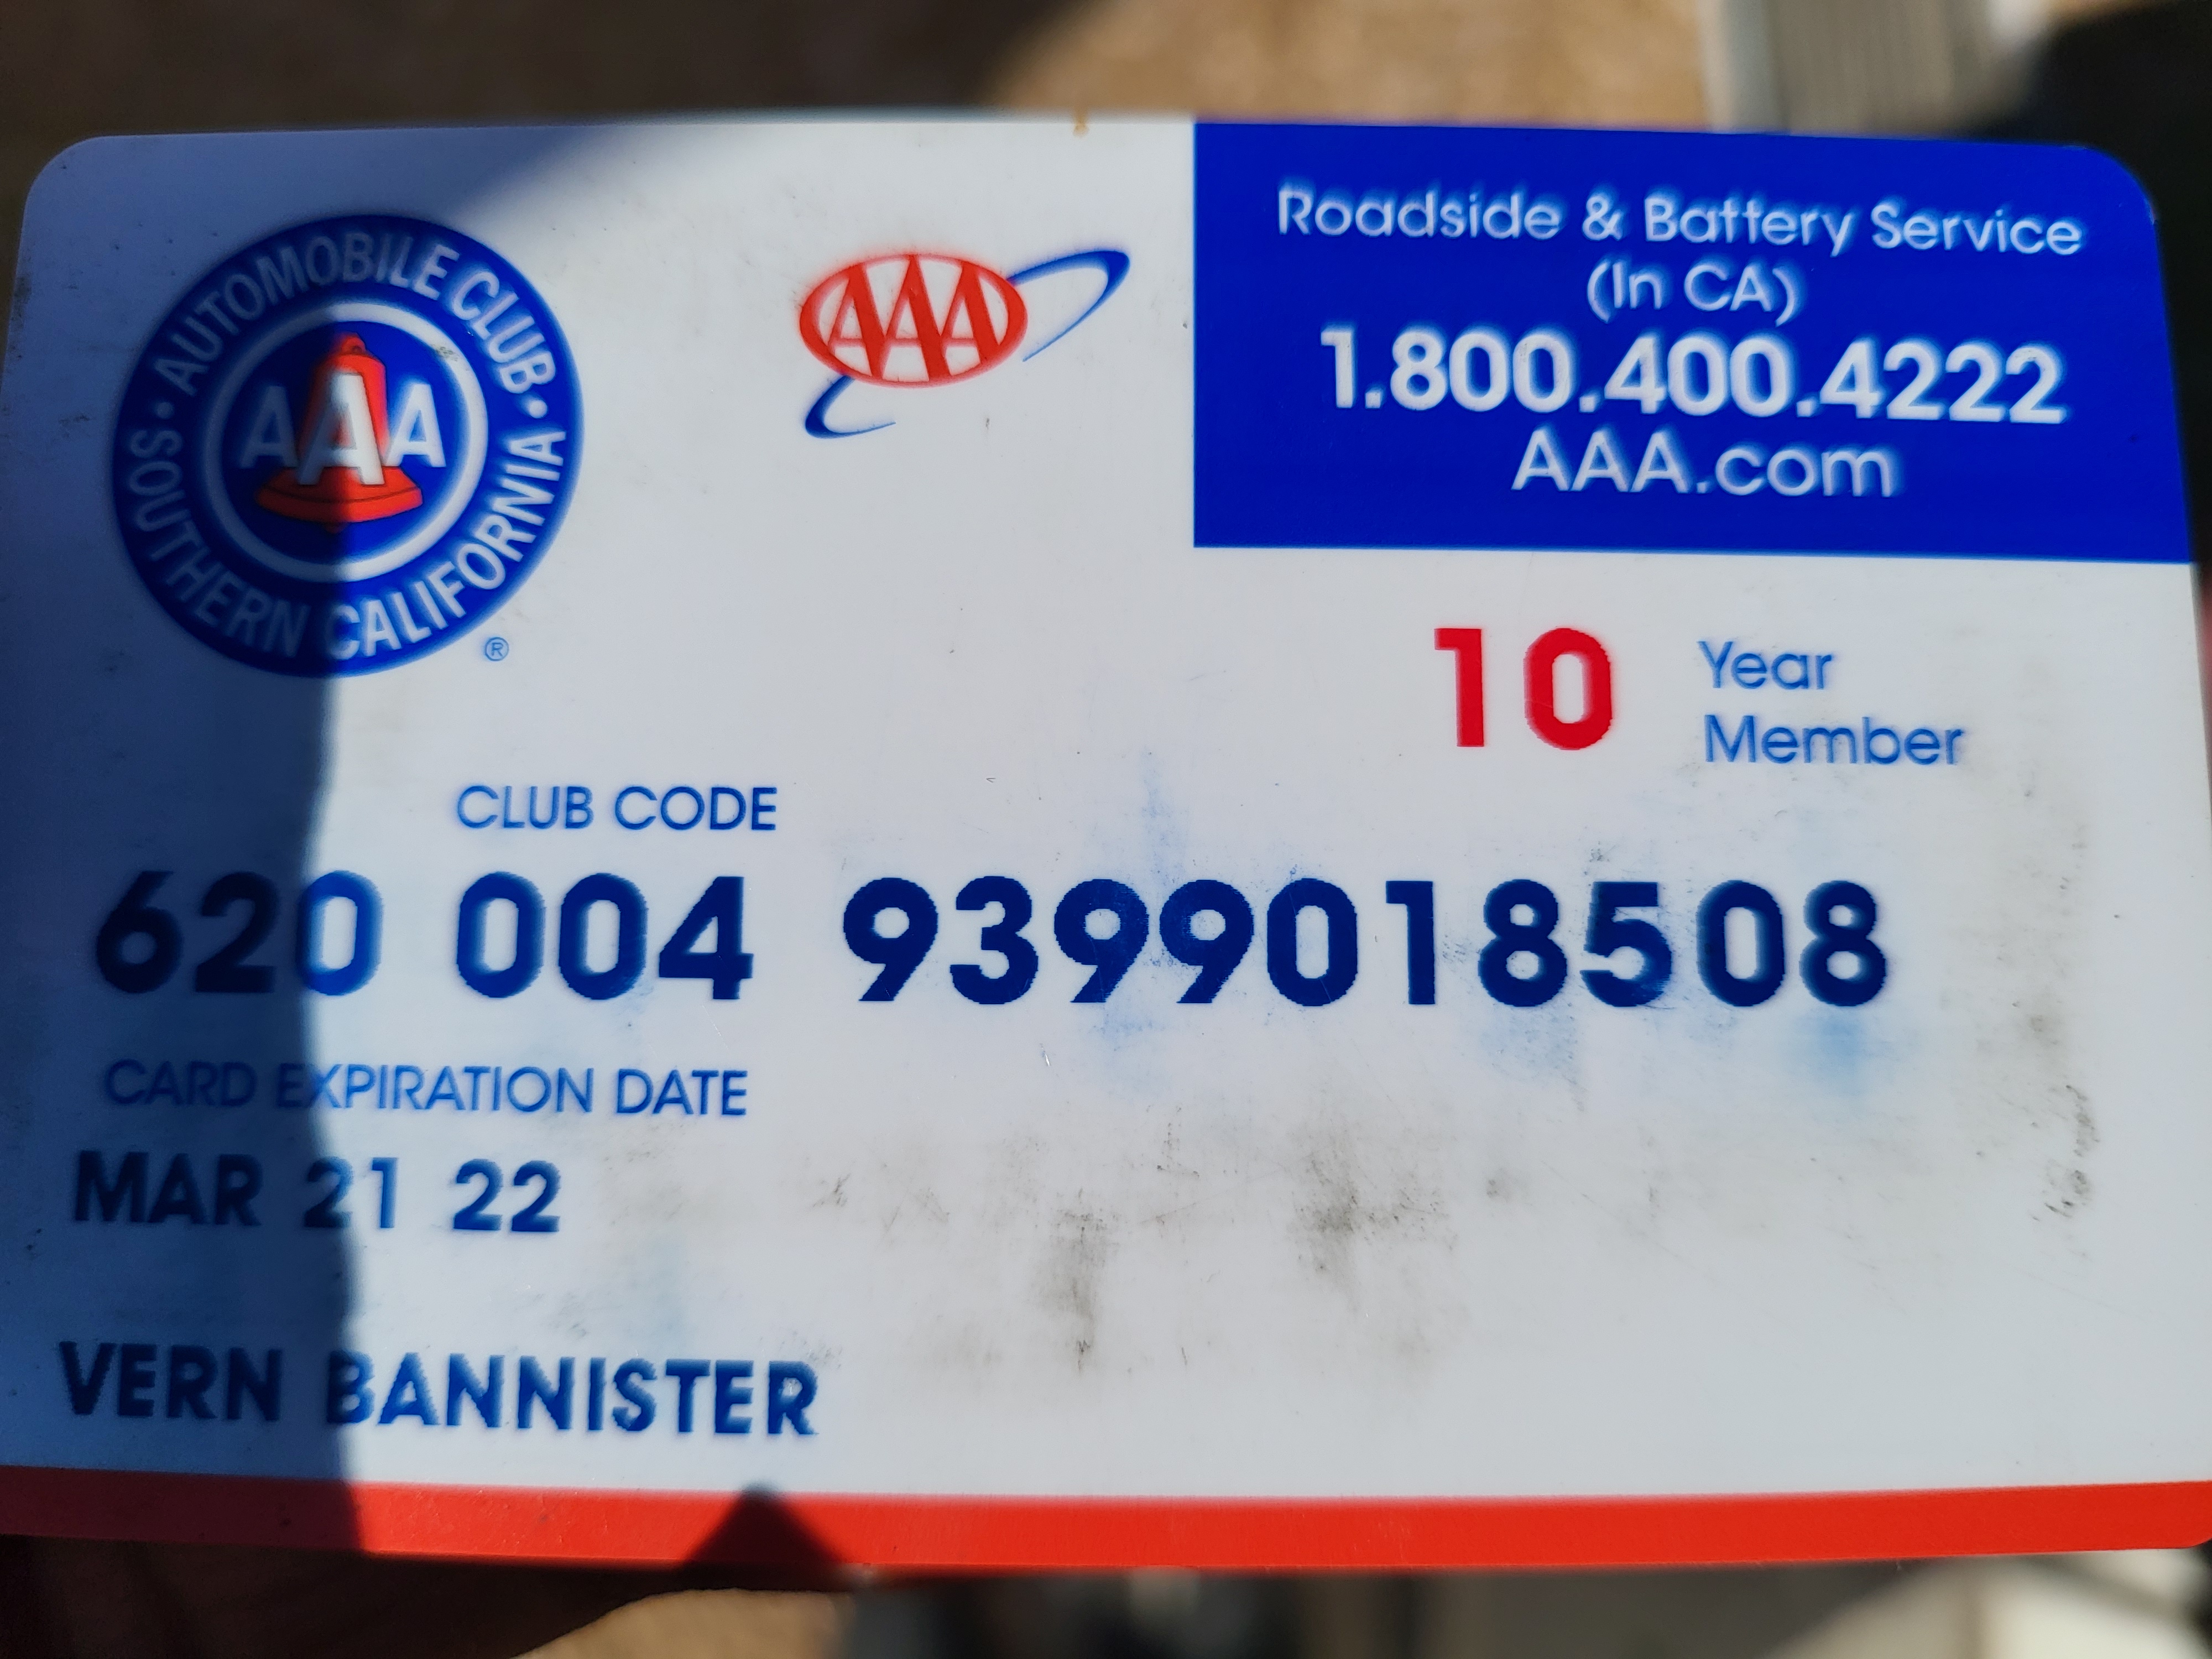 AUTOMOBILE CLUB
SOUTHERN CALIFORNIA
AAA
®
AAA
Roadside & Battery Service
(In CA)
1.800.400.4222
AAA.com
10 Year
Member
CLUB CODE
620 004 9399018508
CARD EXPIRATION DATE
MAR 21 22
VERN BANNISTER